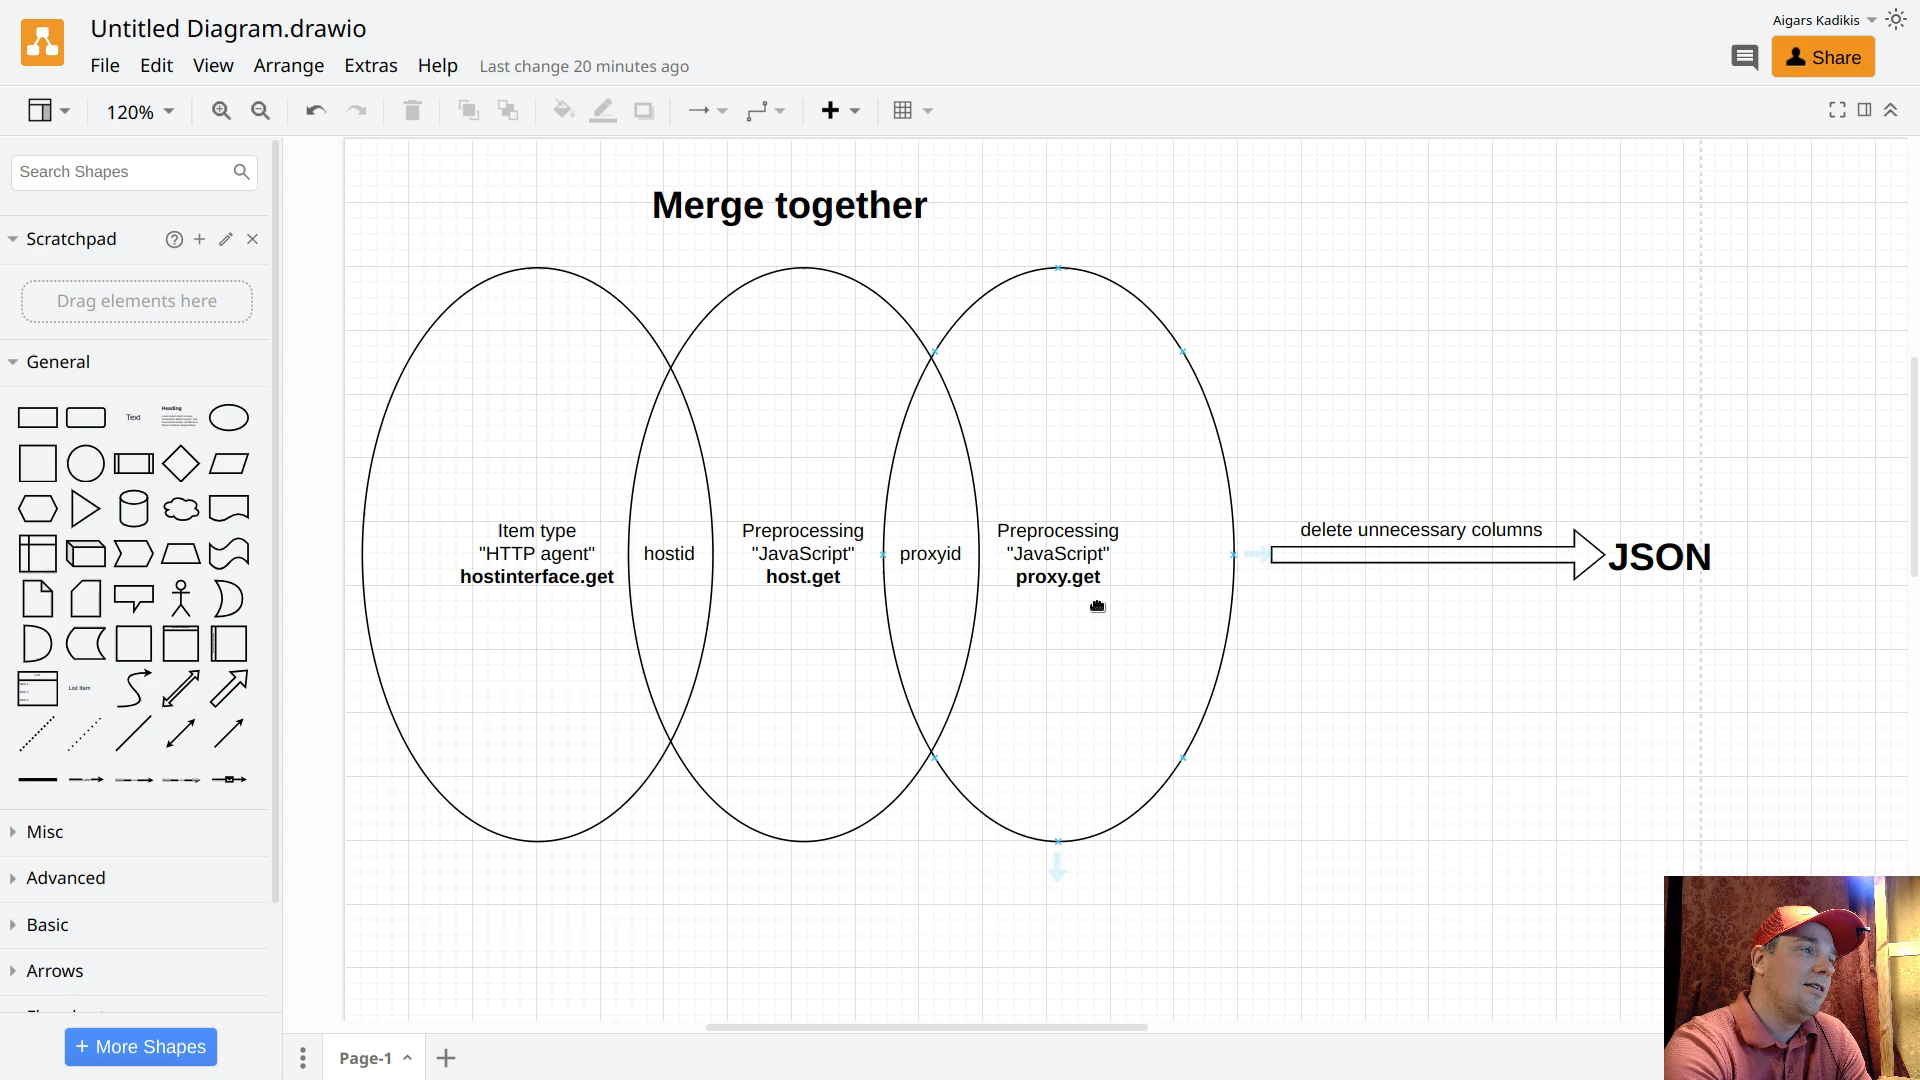 Untitled Diagram.drawio
Aigars Kadikis
File Edit View Arrange Extras Help Last change 20 minutes ago
Share
120%
Search Shapes
Scratchpad
Drag elements here
General
Text
Heading
List Item
Misc
Advanced
Basic
Arrows
+ More Shapes
Page-1
Merge together
Item type
"HTTP agent"
hostinterface.get
hostid
Preprocessing
"JavaScript"
host.get
proxyid
Preprocessing
"JavaScript"
proxy.get
delete unnecessary columns
JSON